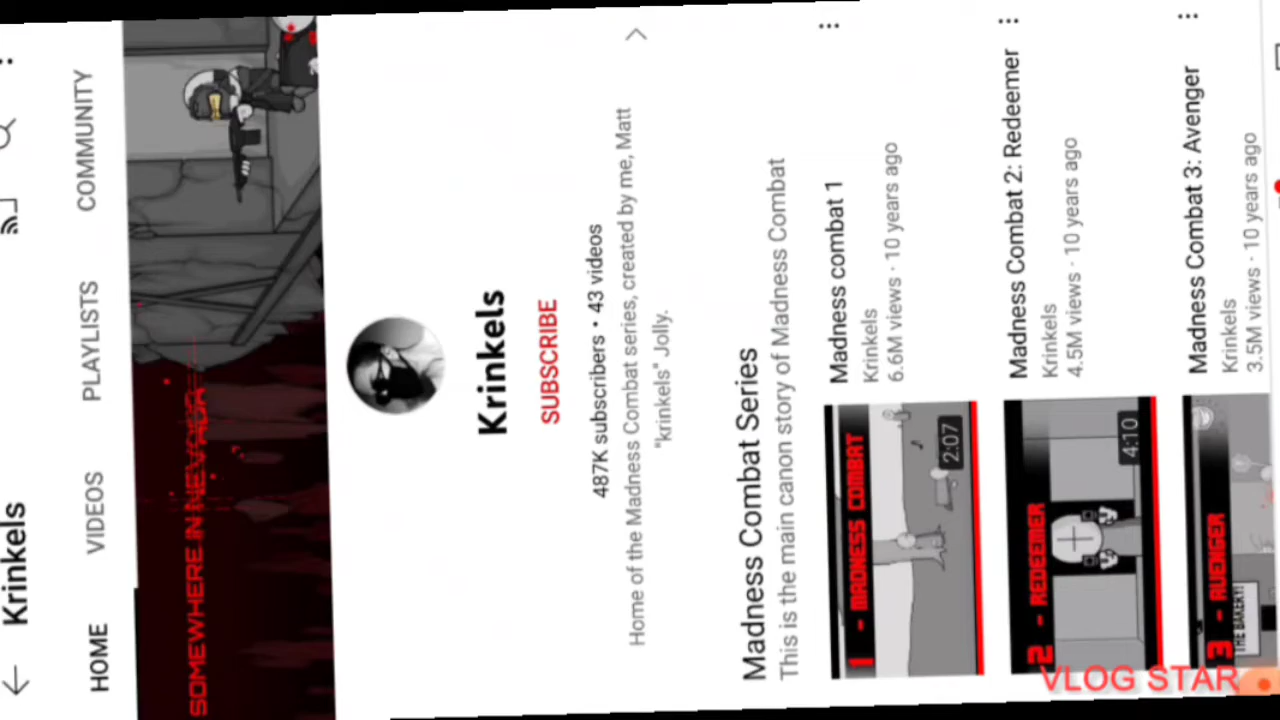 Krinkels
HOME
VIDEOS
PLAYLISTS
COMMUNITY
SOMEWHERE IN NEVADA
Krinkels
SUBSCRIBE
487K subscribers • 43 videos
Home of the Madness Combat series, created by me, Matt
"krinkels" Jolly.
Madness Combat Series
This is the main canon story of Madness Combat
1 - MADNESS COMBAT
2:07
Madness combat 1
Krinkels
6.6M views · 10 years ago
2 - REDEEMER
4:10
Madness Combat 2: Redeemer
Krinkels
4.5M views · 10 years ago
3 - AVENGER
THE BAKERY!
Madness Combat 3: Avenger
Krinkels
3.5M views · 10 years ago
VLOG STAR